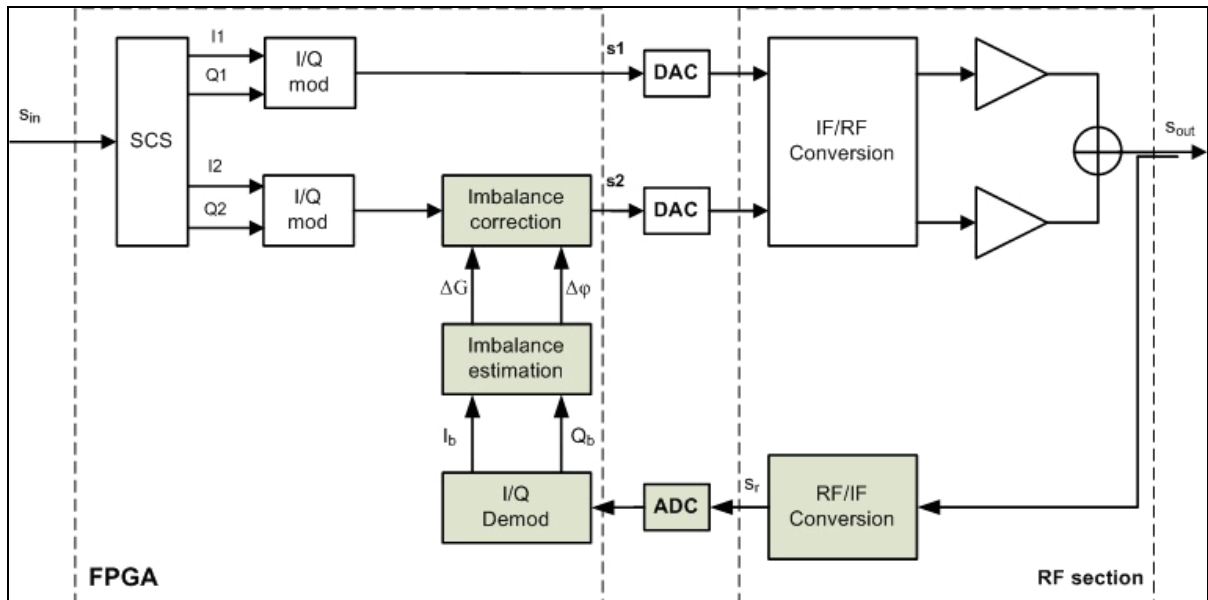 I1
Q1
I/Q
mod
s1
DAC
s_in
SCS
IF/RF
Conversion
s_out
I2
Q2
I/Q
mod
Imbalance
correction
s2
DAC
ΔG
Δφ
Imbalance
estimation
I_b
Q_b
I/Q
Demod
ADC
s_r
RF/IF
Conversion
FPGA
RF section